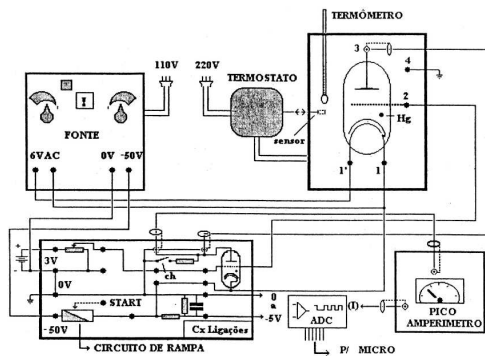 TERMÔMETRO
110V
220V
TERMOSTATO
3
4
2
Hg
sensor
1'
1
!
FONTE
6VAC
0V
-50V
3V
0V
ch
START
-50V
0
a
-5V
Cx Ligações
CIRCUITO DE RAMPA
ADC
(I)
P/ MICRO
PICO
AMPERIMETRO